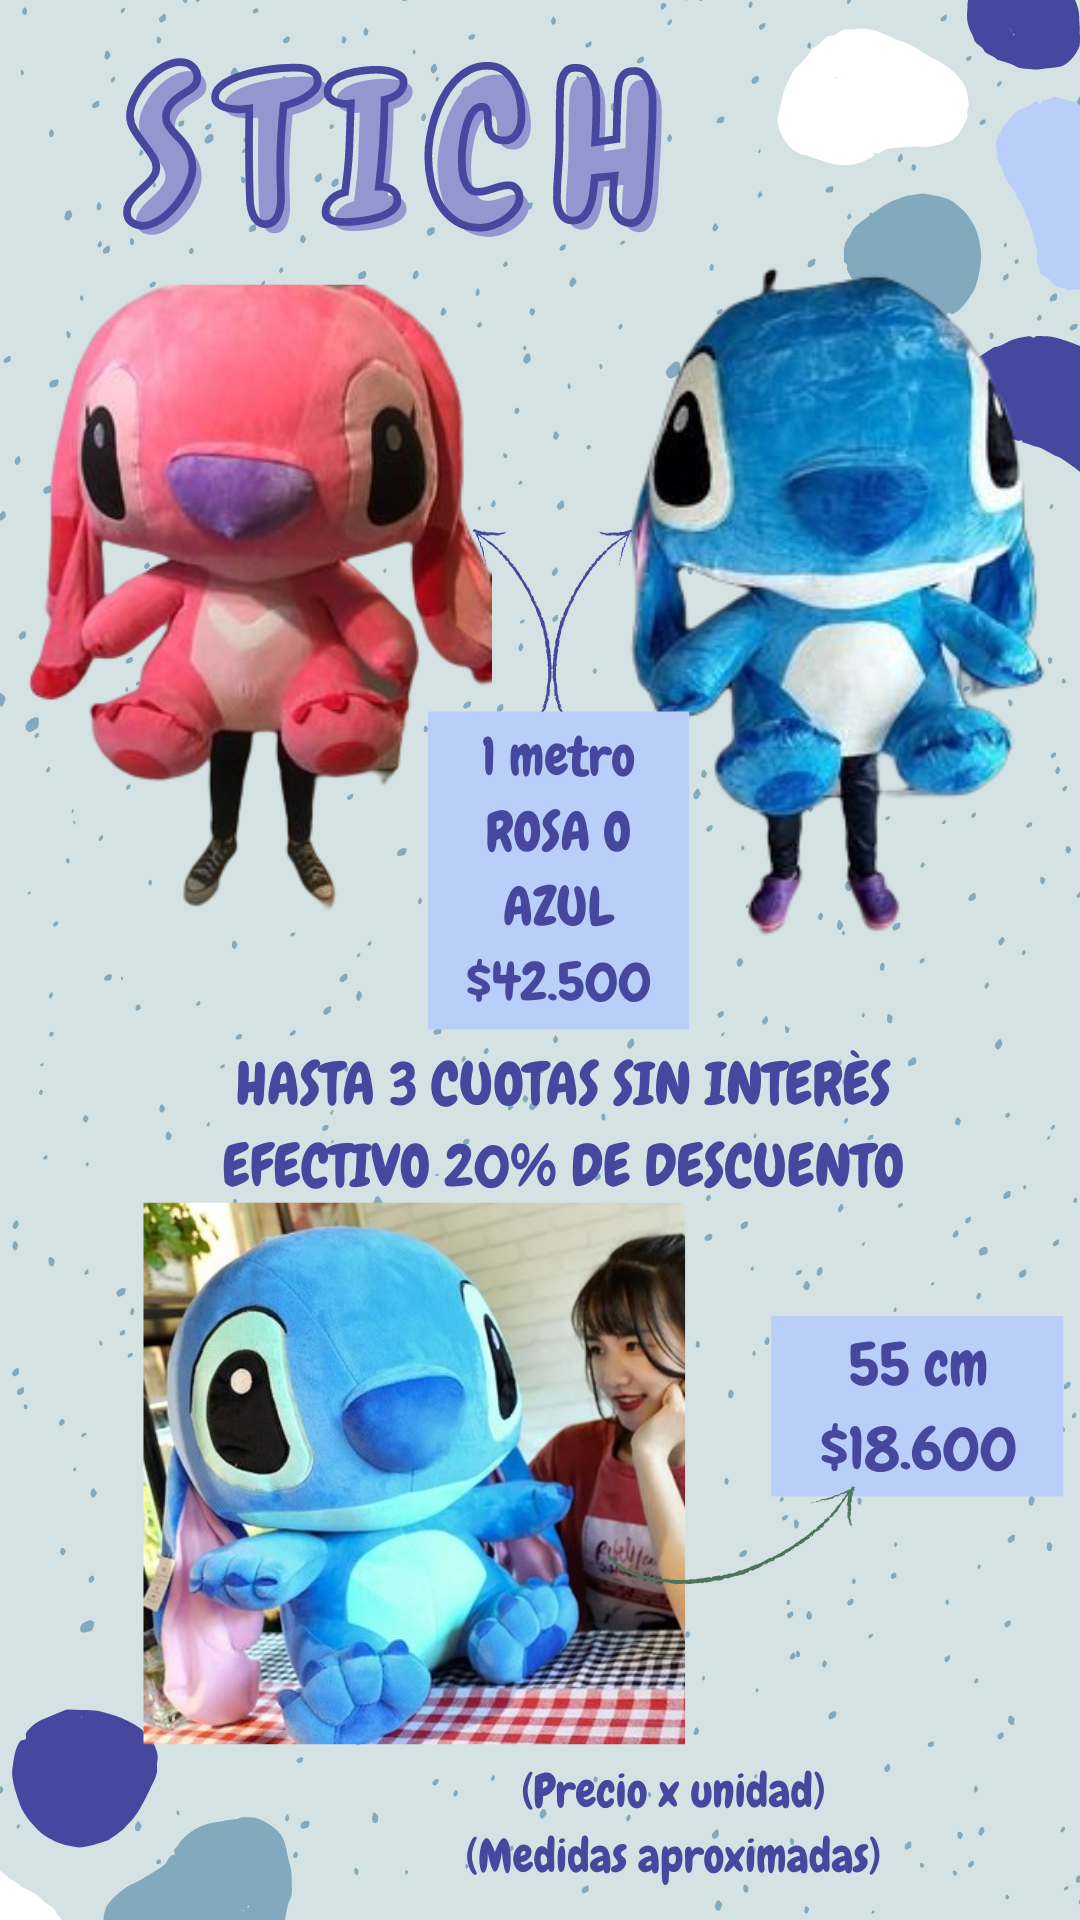 STICH
1 metro
ROSA O
AZUL
$42.500
HASTA 3 CUOTAS SIN INTERÈS
EFECTIVO 20% DE DESCUENTO
55 cm
$18.600
(Precio x unidad)
(Medidas aproximadas)